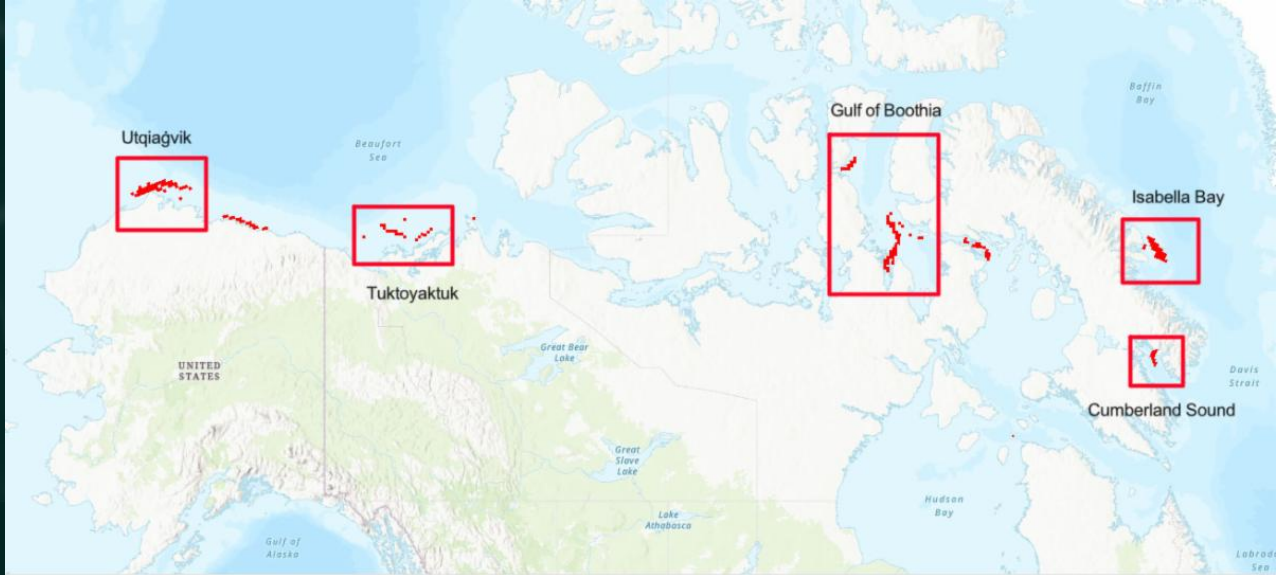 Baffin
Bay
Gulf of Boothia
Utqiaġvik
Beaufort
Sea
Isabella Bay
Tuktoyaktuk
Great Bear
Lake
UNITED
STATES
Davis
Strait
Cumberland Sound
Great
Slave
Lake
Hudson
Bay
Lake
Athabasca
Gulf of
Alaska
Labrad
Sea